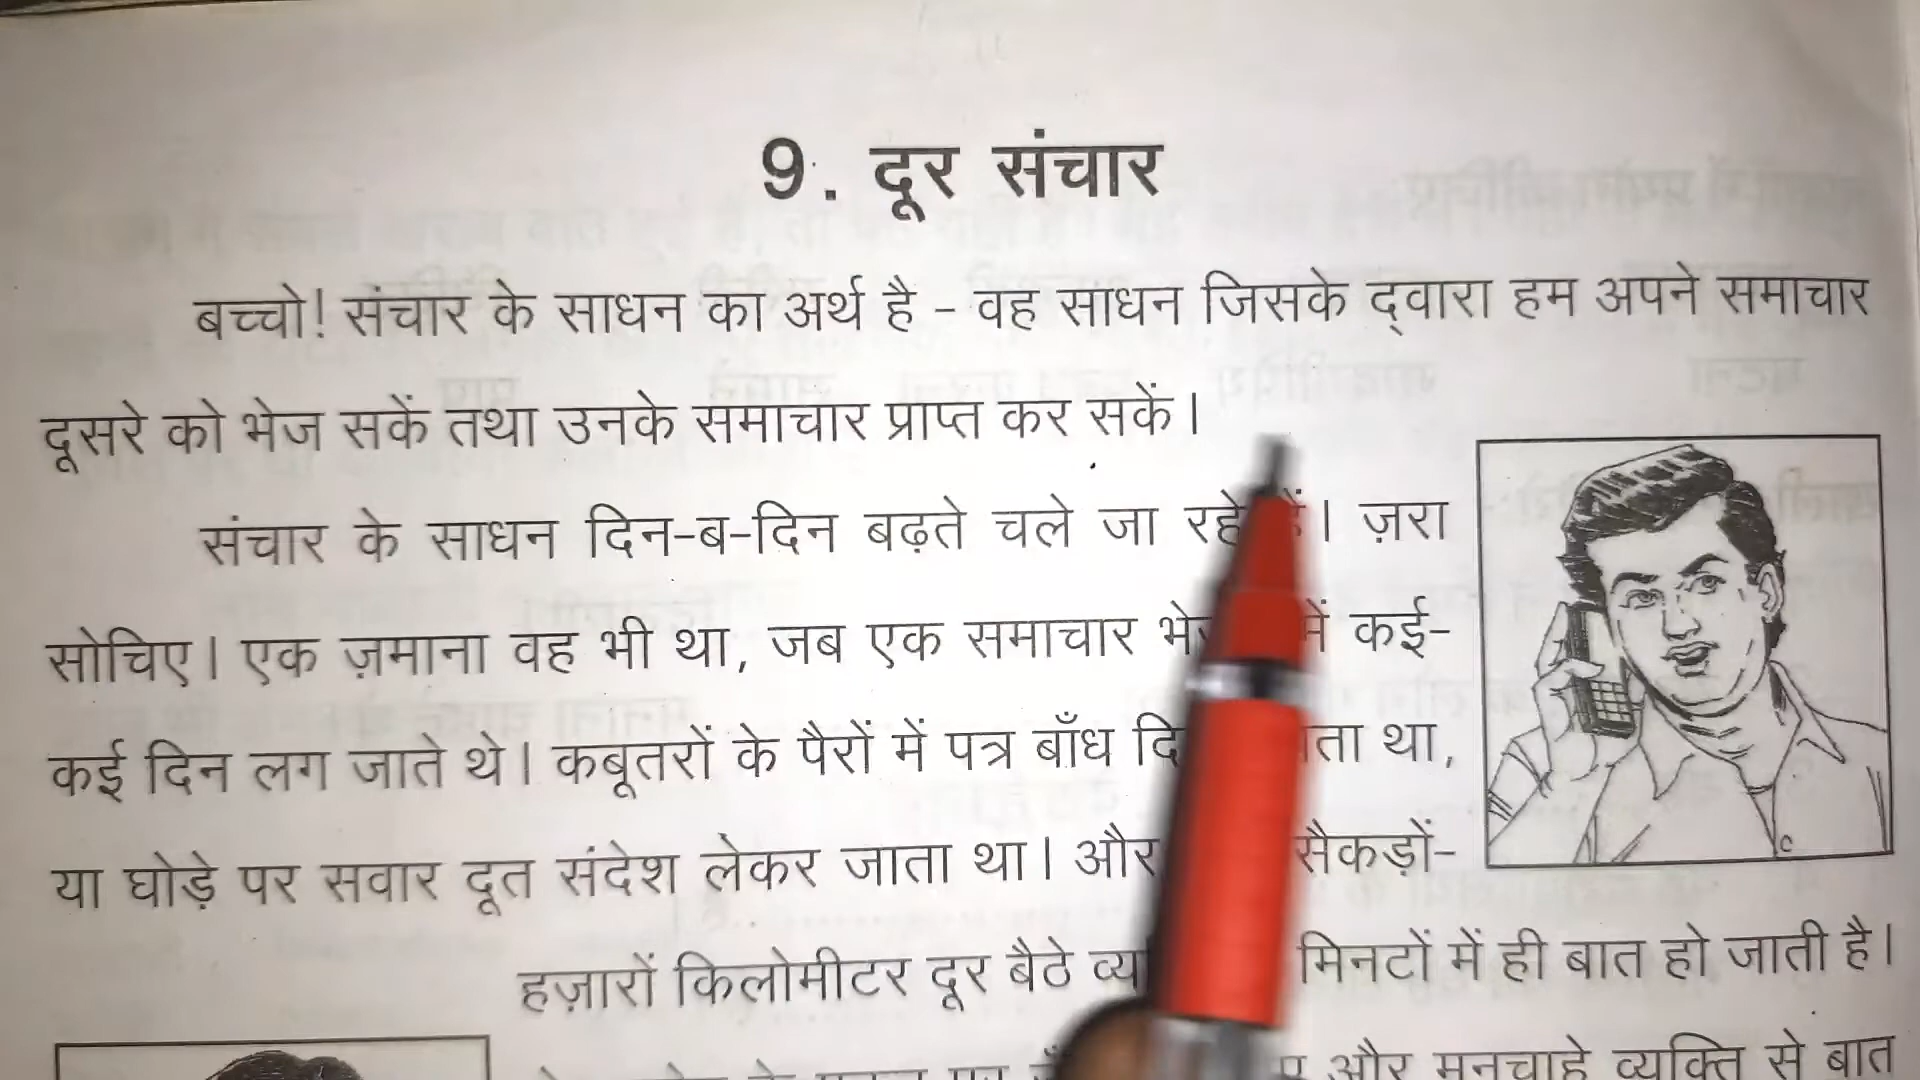 9. दूर संचार
बच्चो! संचार के साधन का अर्थ है - वह साधन जिसके द्‌वारा हम अपने समाचार
दूसरे को भेज सकें तथा उनके समाचार प्राप्त कर सकें।
संचार के साधन दिन-ब-दिन बढ़ते चले जा रहे हैं। ज़रा
सोचिए। एक ज़माना वह भी था, जब एक समाचार में कई-
कई दिन लग जाते थे। कबूतरों के पैरों में पत्र बाँध था,
या घोड़े पर सवार दूत संदेश लेकर जाता था। और सैकड़ों-
हज़ारों किलोमीटर दूर बैठे मिनटों में ही बात हो जाती है।
और मनचाहे व्यक्ति से बात